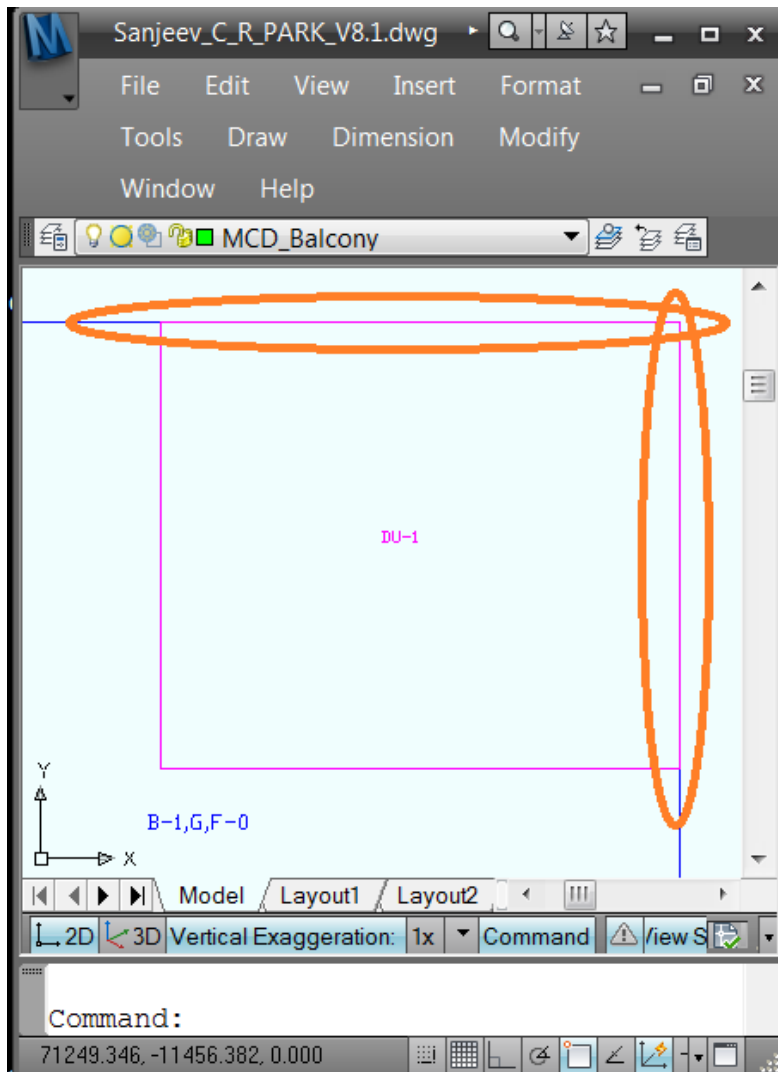 Sanjeev_C_R_PARK_V8.1.dwg
File Edit View Insert Format
Tools Draw Dimension Modify
Window Help
MCD_Balcony
DU-1
Y
B-1,G,F-0
X
Model Layout1 Layout2
2D 3D Vertical Exaggeration: 1x Command /iew S
Command:
71249.346, -11456.382, 0.000